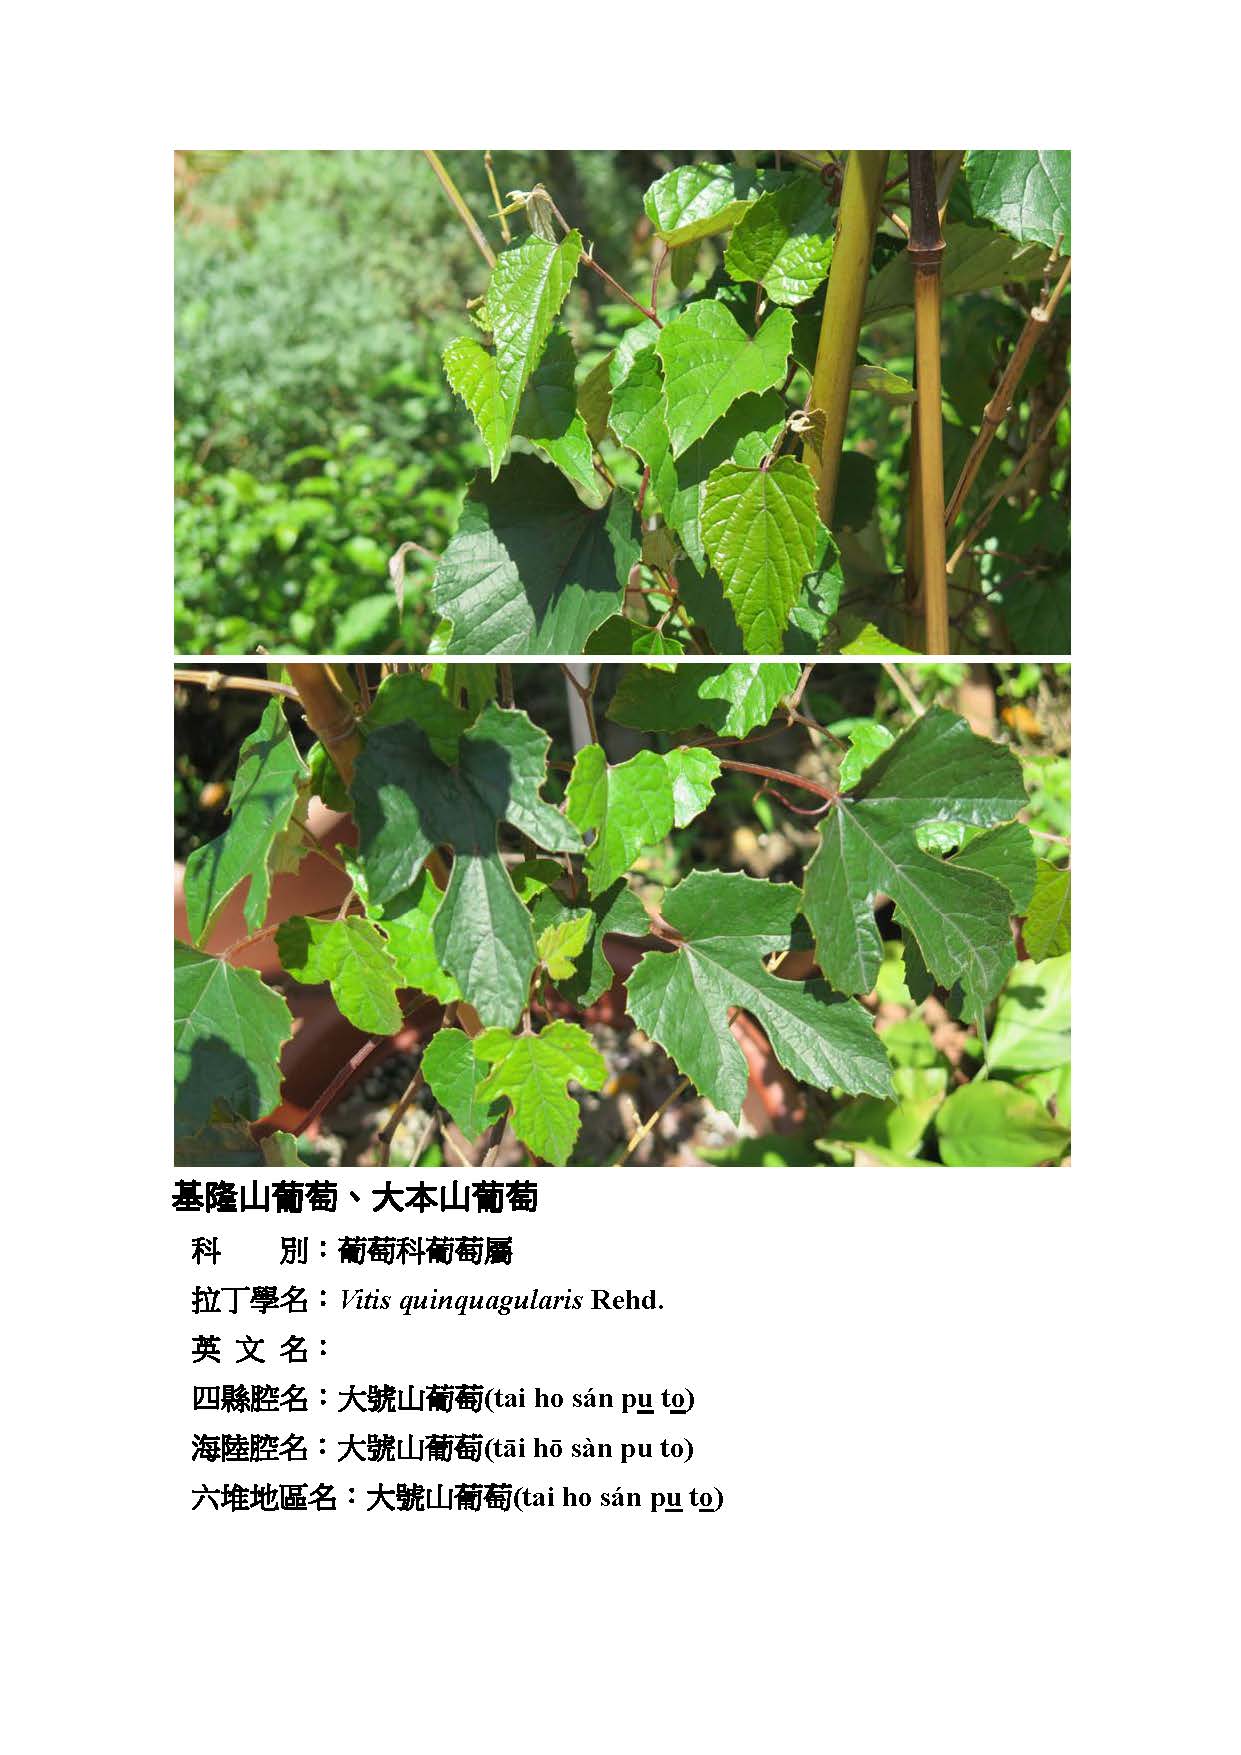 基隆山葡萄、大本山葡萄
科　　別：葡萄科葡萄屬
拉丁學名：Vitis quinquagularis Rehd.
英 文 名：
四縣腔名：大號山葡萄(tai ho sán pu̲ to̲)
海陸腔名：大號山葡萄(tāi hō sàn pu to)
六堆地區名：大號山葡萄(tai ho sán pu̲ to̲)